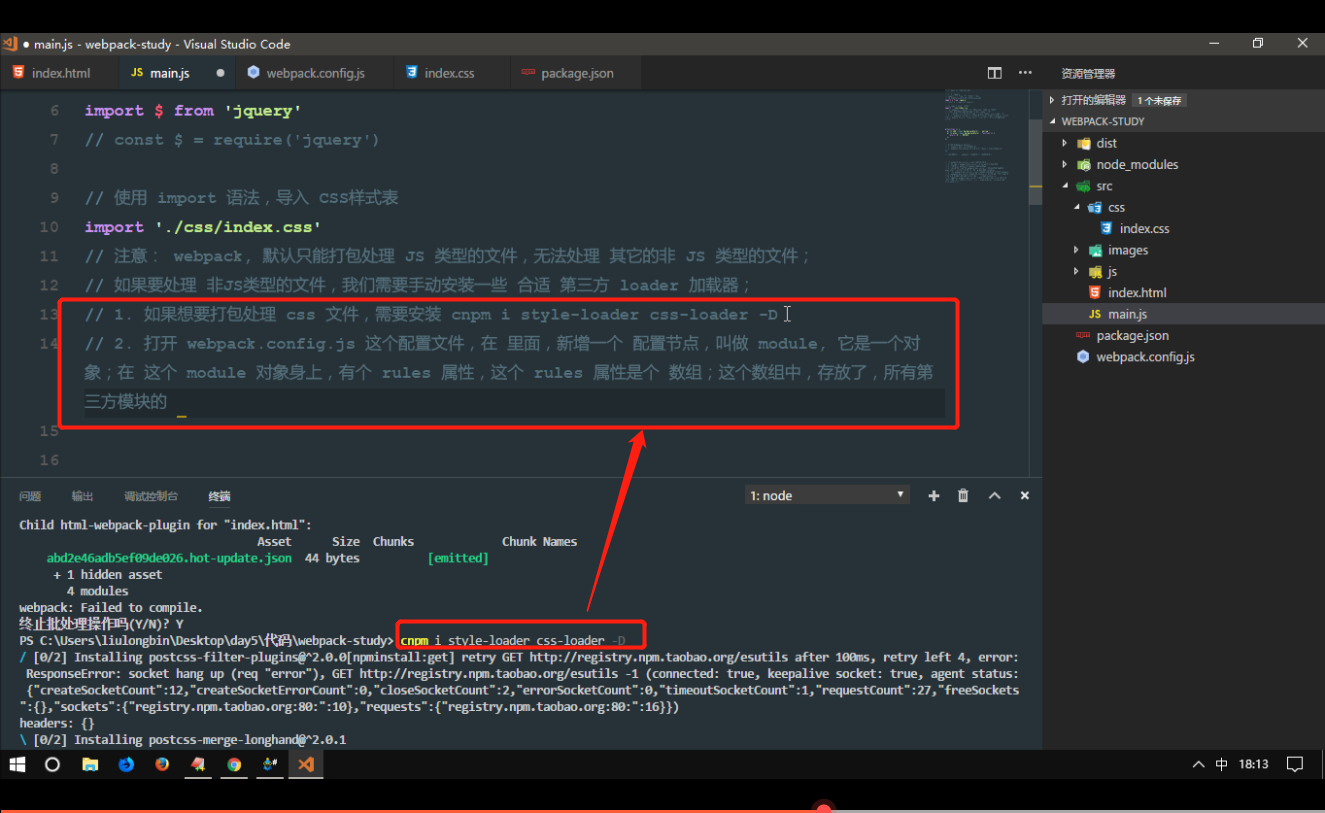 main.js - webpack-study - Visual Studio Code
index.html
JS main.js
webpack.config.js
index.css
package.json
资源管理器
打开的编辑器 1 个未保存
WEBPACK-STUDY
dist
node_modules
src
css
index.css
images
js
index.html
JS main.js
package.json
webpack.config.js
6 import $ from 'jquery'
7 // const $ = require('jquery')
8
9 // 使用 import 语法，导入 CSS样式表
10 import './css/index.css'
11 // 注意： webpack, 默认只能打包处理 JS 类型的文件，无法处理 其它的非 JS 类型的文件；
12 // 如果要处理 非JS类型的文件，我们需要手动安装一些 合适 第三方 loader 加载器；
13 // 1. 如果想要打包处理 css 文件，需要安装 cnpm i style-loader css-loader -D
14 // 2. 打开 webpack.config.js 这个配置文件，在 里面，新增一个 配置节点，叫做 module, 它是一个对
象；在 这个 module 对象身上，有个 rules 属性，这个 rules 属性是个 数组；这个数组中，存放了，所有第
三方模块的
15
16
问题 输出 调试控制台 终端
1: node
Child html-webpack-plugin for "index.html":
Asset Size Chunks Chunk Names
abd2e46adb5ef09de026.hot-update.json 44 bytes [emitted]
+ 1 hidden asset
4 modules
webpack: Failed to compile.
终止批处理操作吗(Y/N)? Y
PS C:\Users\liulongbin\Desktop\day5\代码\webpack-study> cnpm i style-loader css-loader -D
/ [0/2] Installing postcss-filter-plugins@^2.0.0[npminstall:get] retry GET http://registry.npm.taobao.org/esutils after 100ms, retry left 4, error:
ResponseError: socket hang up (req "error"), GET http://registry.npm.taobao.org/esutils -1 (connected: true, keepalive socket: true, agent status:
{"createSocketCount":12,"createSocketErrorCount":0,"closeSocketCount":2,"errorSocketCount":0,"timeoutSocketCount":1,"requestCount":27,"freeSockets
":{},"sockets":{"registry.npm.taobao.org:80:":10},"requests":{"registry.npm.taobao.org:80:":16}})
headers: {}
\ [0/2] Installing postcss-merge-longhand@^2.0.1
中 18:13